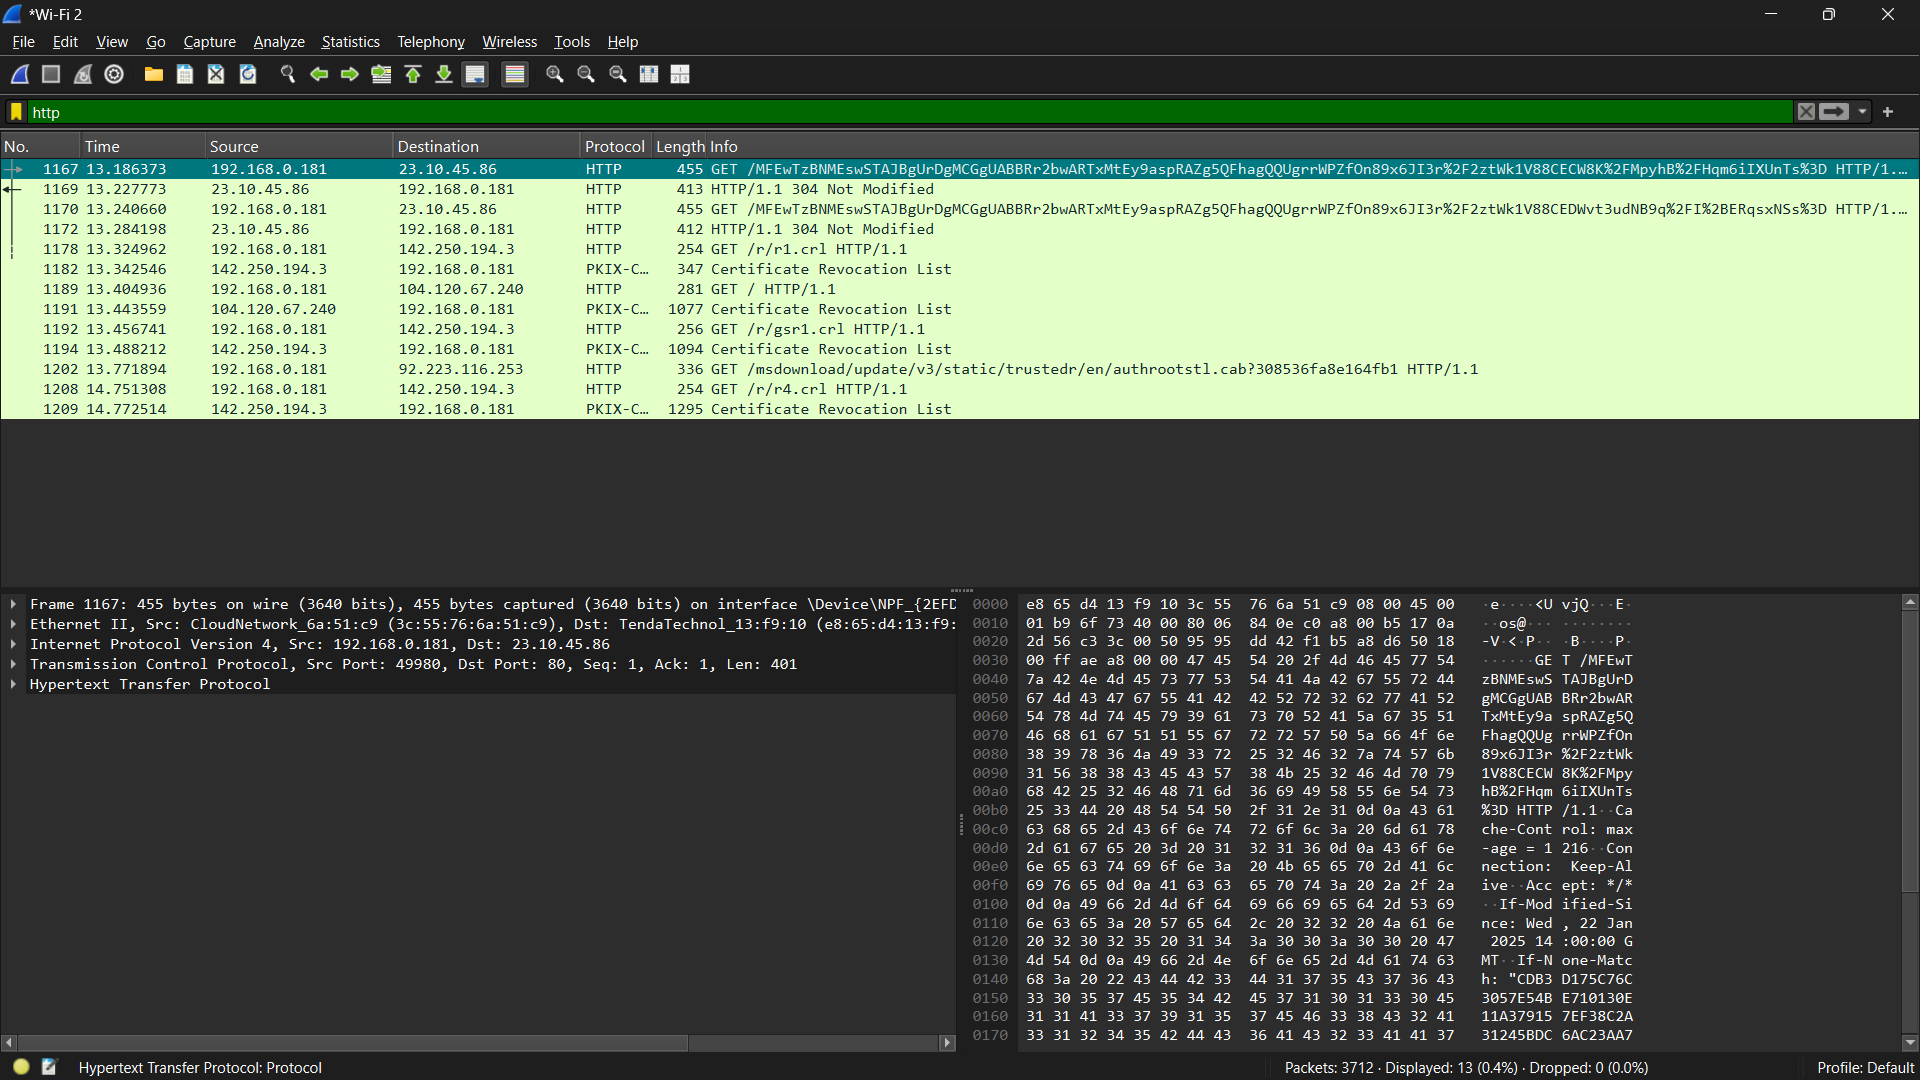 *Wi-Fi 2
File Edit View Go Capture Analyze Statistics Telephony Wireless Tools Help
http
No. Time Source Destination Protocol Length Info
1167 13.186373 192.168.0.181 23.10.45.86 HTTP 455 GET /MFEwTzBNMEswSTAJBgUrDgMCGgUABBRr2bwARTxMtEy9aspRAZg5QFhagQQUgrrWPZfOn89x6JI3r%2F2ztWk1V88CECW8K%2FMpyhB%2FHqm6iIXUnTs%3D HTTP/1....
1169 13.227773 23.10.45.86 192.168.0.181 HTTP 413 HTTP/1.1 304 Not Modified
1170 13.240660 192.168.0.181 23.10.45.86 HTTP 455 GET /MFEwTzBNMEswSTAJBgUrDgMCGgUABBRr2bwARTxMtEy9aspRAZg5QFhagQQUgrrWPZfOn89x6JI3r%2F2ztWk1V88CEDWvt3udNB9q%2FI%2BERqsxNSs%3D HTTP/1....
1172 13.284198 23.10.45.86 192.168.0.181 HTTP 412 HTTP/1.1 304 Not Modified
1178 13.324962 192.168.0.181 142.250.194.3 HTTP 254 GET /r/r1.crl HTTP/1.1
1182 13.342546 142.250.194.3 192.168.0.181 PKIX-C… 347 Certificate Revocation List
1189 13.404936 192.168.0.181 104.120.67.240 HTTP 281 GET / HTTP/1.1
1191 13.443559 104.120.67.240 192.168.0.181 PKIX-C… 1077 Certificate Revocation List
1192 13.456741 192.168.0.181 142.250.194.3 HTTP 256 GET /r/gsr1.crl HTTP/1.1
1194 13.488212 142.250.194.3 192.168.0.181 PKIX-C… 1094 Certificate Revocation List
1202 13.771894 192.168.0.181 92.223.116.253 HTTP 336 GET /msdownload/update/v3/static/trustedr/en/authrootstl.cab?308536fa8e164fb1 HTTP/1.1
1208 14.751308 192.168.0.181 142.250.194.3 HTTP 254 GET /r/r4.crl HTTP/1.1
1209 14.772514 142.250.194.3 192.168.0.181 PKIX-C… 1295 Certificate Revocation List
Frame 1167: 455 bytes on wire (3640 bits), 455 bytes captured (3640 bits) on interface \Device\NPF_{2EFD
Ethernet II, Src: CloudNetwork_6a:51:c9 (3c:55:76:6a:51:c9), Dst: TendaTechnol_13:f9:10 (e8:65:d4:13:f9:
Internet Protocol Version 4, Src: 192.168.0.181, Dst: 23.10.45.86
Transmission Control Protocol, Src Port: 49980, Dst Port: 80, Seq: 1, Ack: 1, Len: 401
Hypertext Transfer Protocol
0000 e8 65 d4 13 f9 10 3c 55 76 6a 51 c9 08 00 45 00 ·e····<U vjQ···E·
0010 01 b9 6f 73 40 00 80 06 84 0e c0 a8 00 b5 17 0a ··os@··· ········
0020 2d 56 c3 3c 00 50 95 95 dd 42 f1 b5 a8 d6 50 18 -V·<·P·· ·B····P·
0030 00 ff ae a8 00 00 47 45 54 20 2f 4d 46 45 77 54 ······GE T /MFEwT
0040 7a 42 4e 4d 45 73 77 53 54 41 4a 42 67 55 72 44 zBNMEswS TAJBgUrD
0050 67 4d 43 47 67 55 41 42 42 52 72 32 62 77 41 52 gMCGgUAB BRr2bwAR
0060 54 78 4d 74 45 79 39 61 73 70 52 41 5a 67 35 51 TxMtEy9a spRAZg5Q
0070 46 68 61 67 51 51 55 67 72 72 57 50 5a 66 4f 6e FhagQQUg rrWPZfOn
0080 38 39 78 36 4a 49 33 72 25 32 46 32 7a 74 57 6b 89x6JI3r %2F2ztWk
0090 31 56 38 38 43 45 43 57 38 4b 25 32 46 4d 70 79 1V88CECW 8K%2FMpy
00a0 68 42 25 32 46 48 71 6d 36 69 49 58 55 6e 54 73 hB%2FHqm 6iIXUnTs
00b0 25 33 44 20 48 54 54 50 2f 31 2e 31 0d 0a 43 61 %3D HTTP /1.1··Ca
00c0 63 68 65 2d 43 6f 6e 74 72 6f 6c 3a 20 6d 61 78 che-Cont rol: max
00d0 2d 61 67 65 20 3d 20 31 32 31 36 0d 0a 43 6f 6e -age = 1 216··Con
00e0 6e 65 63 74 69 6f 6e 3a 20 4b 65 65 70 2d 41 6c nection: Keep-Al
00f0 69 76 65 0d 0a 41 63 63 65 70 74 3a 20 2a 2f 2a ive··Acc ept: */*
0100 0d 0a 49 66 2d 4d 6f 64 69 66 69 65 64 2d 53 69 ··If-Mod ified-Si
0110 6e 63 65 3a 20 57 65 64 2c 20 32 32 20 4a 61 6e nce: Wed , 22 Jan
0120 20 32 30 32 35 20 31 34 3a 30 30 3a 30 30 20 47 2025 14 :00:00 G
0130 4d 54 0d 0a 49 66 2d 4e 6f 6e 65 2d 4d 61 74 63 MT··If-N one-Matc
0140 68 3a 20 22 43 44 42 33 44 31 37 35 43 37 36 43 h: "CDB3 D175C76C
0150 33 30 35 37 45 35 34 42 45 37 31 30 31 33 30 45 3057E54B E710130E
0160 31 31 41 33 37 39 31 35 37 45 46 33 38 43 32 41 11A37915 7EF38C2A
0170 33 31 32 34 35 42 44 43 36 41 43 32 33 41 41 37 31245BDC 6AC23AA7
Hypertext Transfer Protocol: Protocol
Packets: 3712 · Displayed: 13 (0.4%) · Dropped: 0 (0.0%)
Profile: Default